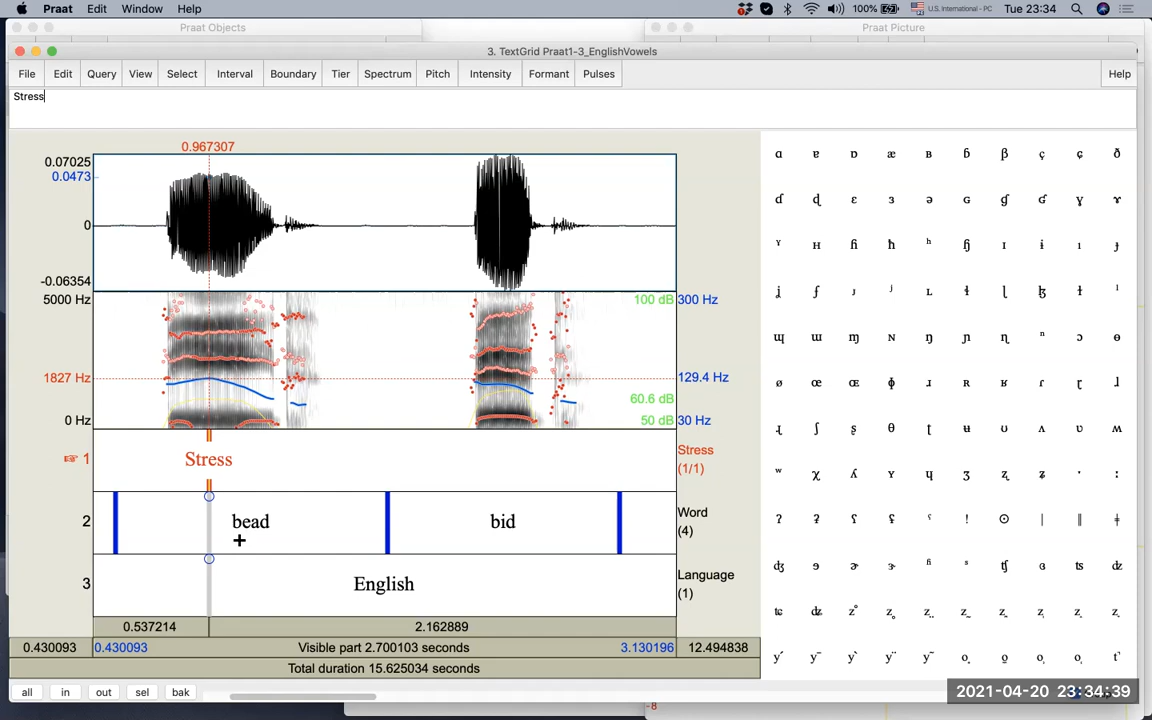 Praat Edit Window Help 100% U.S. International - PC Tue 23:34
Praat Objects Praat Picture
3. TextGrid Praat1-3_EnglishVowels
File Edit Query View Select Interval Boundary Tier Spectrum Pitch Intensity Formant Pulses Help
Stress
0.967307
0.07025
0.0473
0
-0.06354
5000 Hz 100 dB 300 Hz
1827 Hz 129.4 Hz
60.6 dB
0 Hz 50 dB 30 Hz
1 Stress Stress
(1/1)
2 bead bid Word
(4)
3 English Language
(1)
0.537214 2.162889
0.430093 0.430093 Visible part 2.700103 seconds 3.130196 12.494838
Total duration 15.625034 seconds
all in out sel bak
ɑ ɐ ɒ æ ʙ ɓ β ç ɕ ð
ɗ ɖ ɛ ɜ ə ɢ ɠ ʛ ɣ ɤ
ˠ ʜ ɦ ħ ʰ ɧ ɪ ɨ ı ɟ
ʝ ʄ ᴊ ʲ ʟ ɬ ɭ ɮ ɫ ˡ
ɰ ɯ ɱ ɴ ŋ ɲ ɳ ⁿ ɔ ɵ
ø œ ɶ ɸ ɹ ʀ ʁ ɾ ɽ ɺ
ɻ ʃ ʂ θ ʈ ʉ ʊ ʌ ʋ ʍ
ʷ χ ʎ ʏ ɥ ʒ ʐ ʑ ˑ ː
ʔ ʡ ʕ ʢ ˤ ! ʘ ǀ ǁ ǂ
2021-04-20 23:34:39
-8